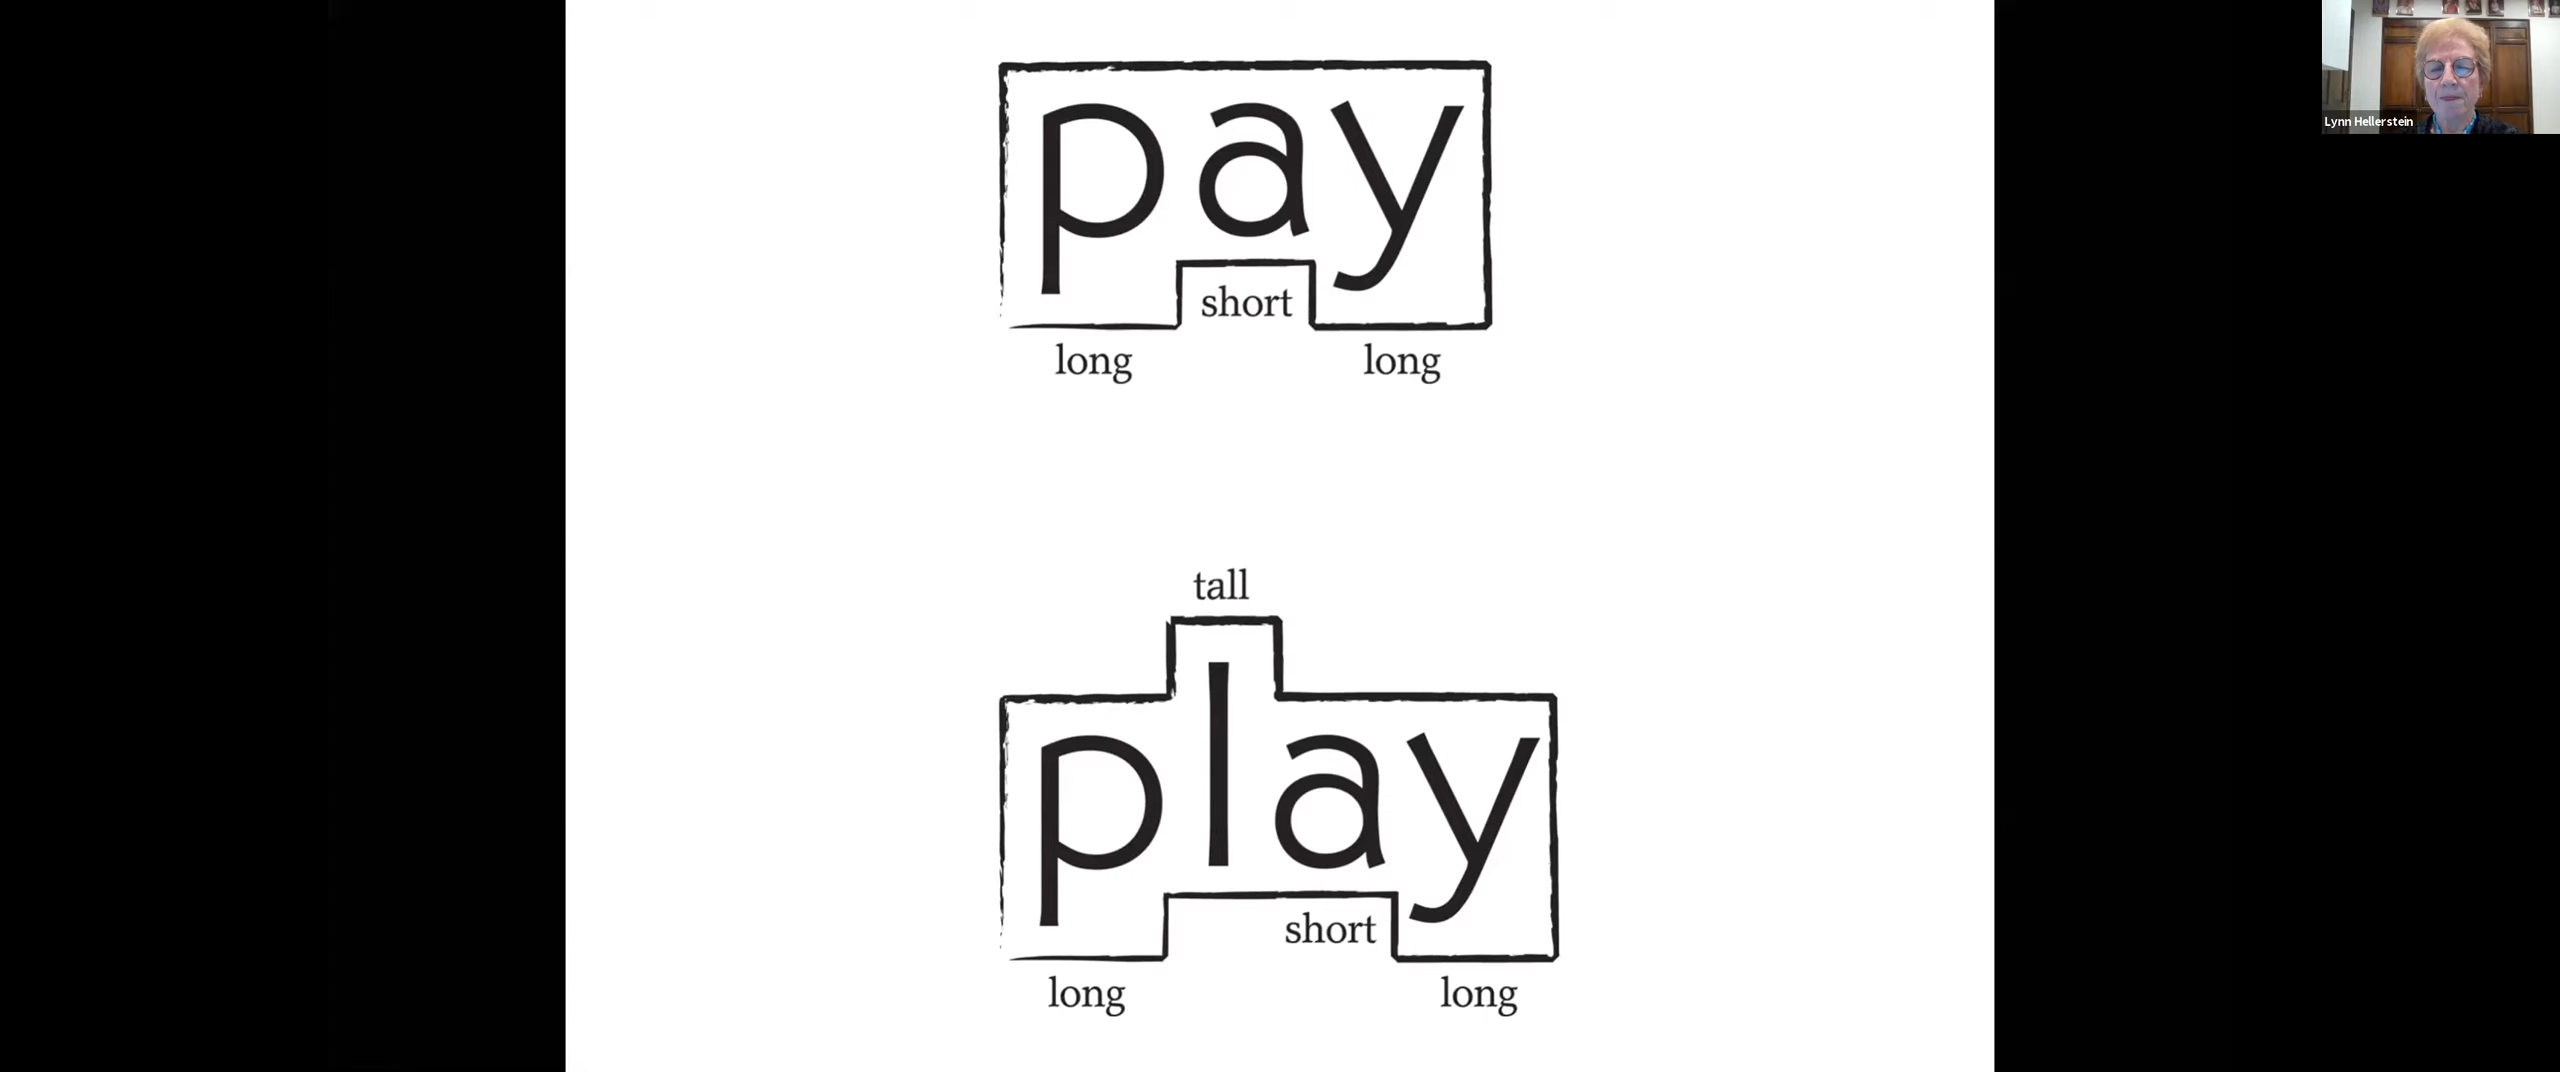 Lynn Hellerstein
pay
short
long long
tall
play
short
long long